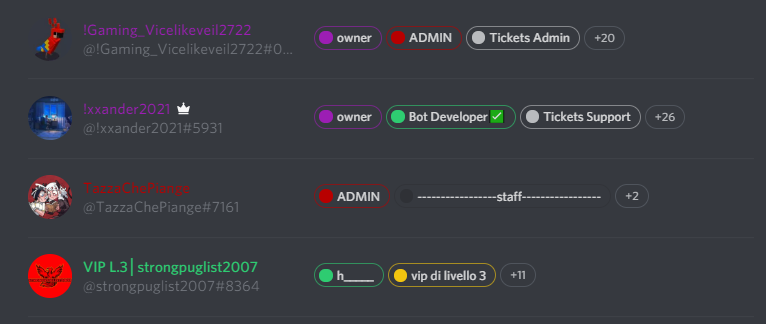 !Gaming_Vicelikeveil2722
@!Gaming_Vicelikeveil2722#0...
owner ADMIN Tickets Admin +20
!xxander2021
@!xxander2021#5931
owner Bot Developer ✅ Tickets Support +26
TazzaChePiange
@TazzaChePiange#7161
ADMIN -----------------staff----------------- +2
VIP L.3 | strongpuglist2007
@strongpuglist2007#8364
h_____ vip di livello 3 +11